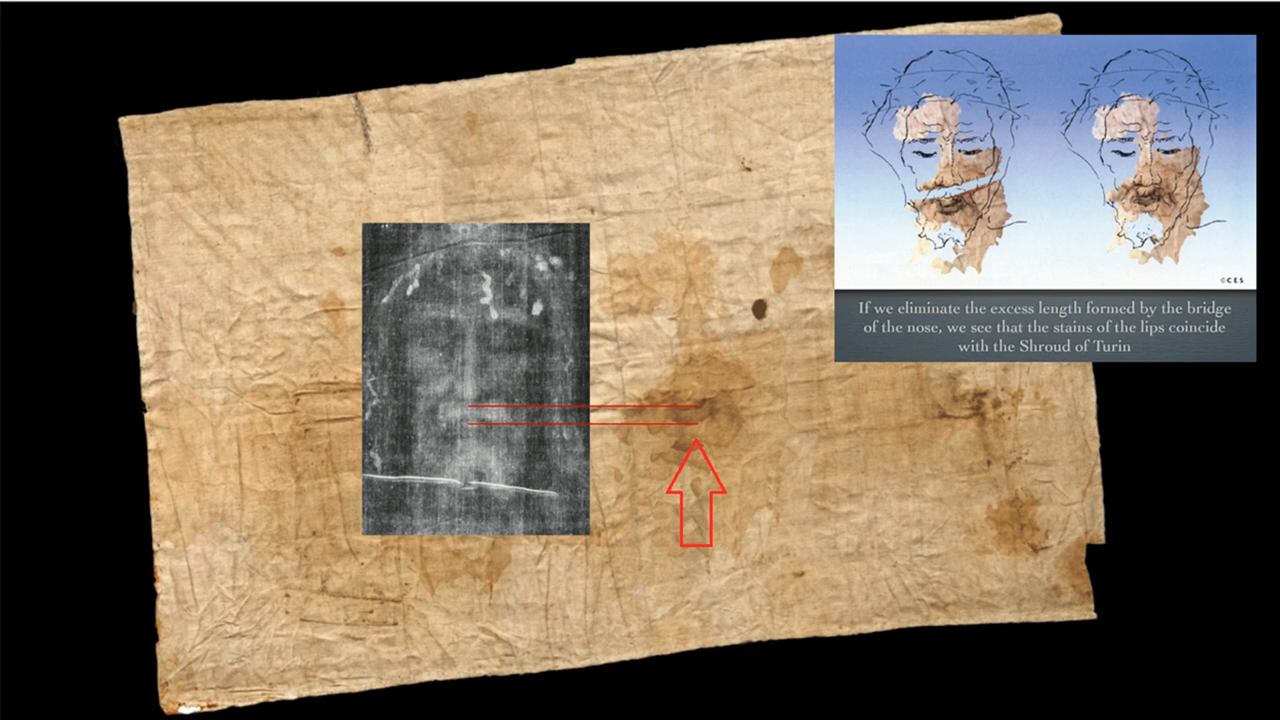 ©C.E.S.
If we eliminate the excess length formed by the bridge
of the nose, we see that the stains of the lips coincide
with the Shroud of Turin